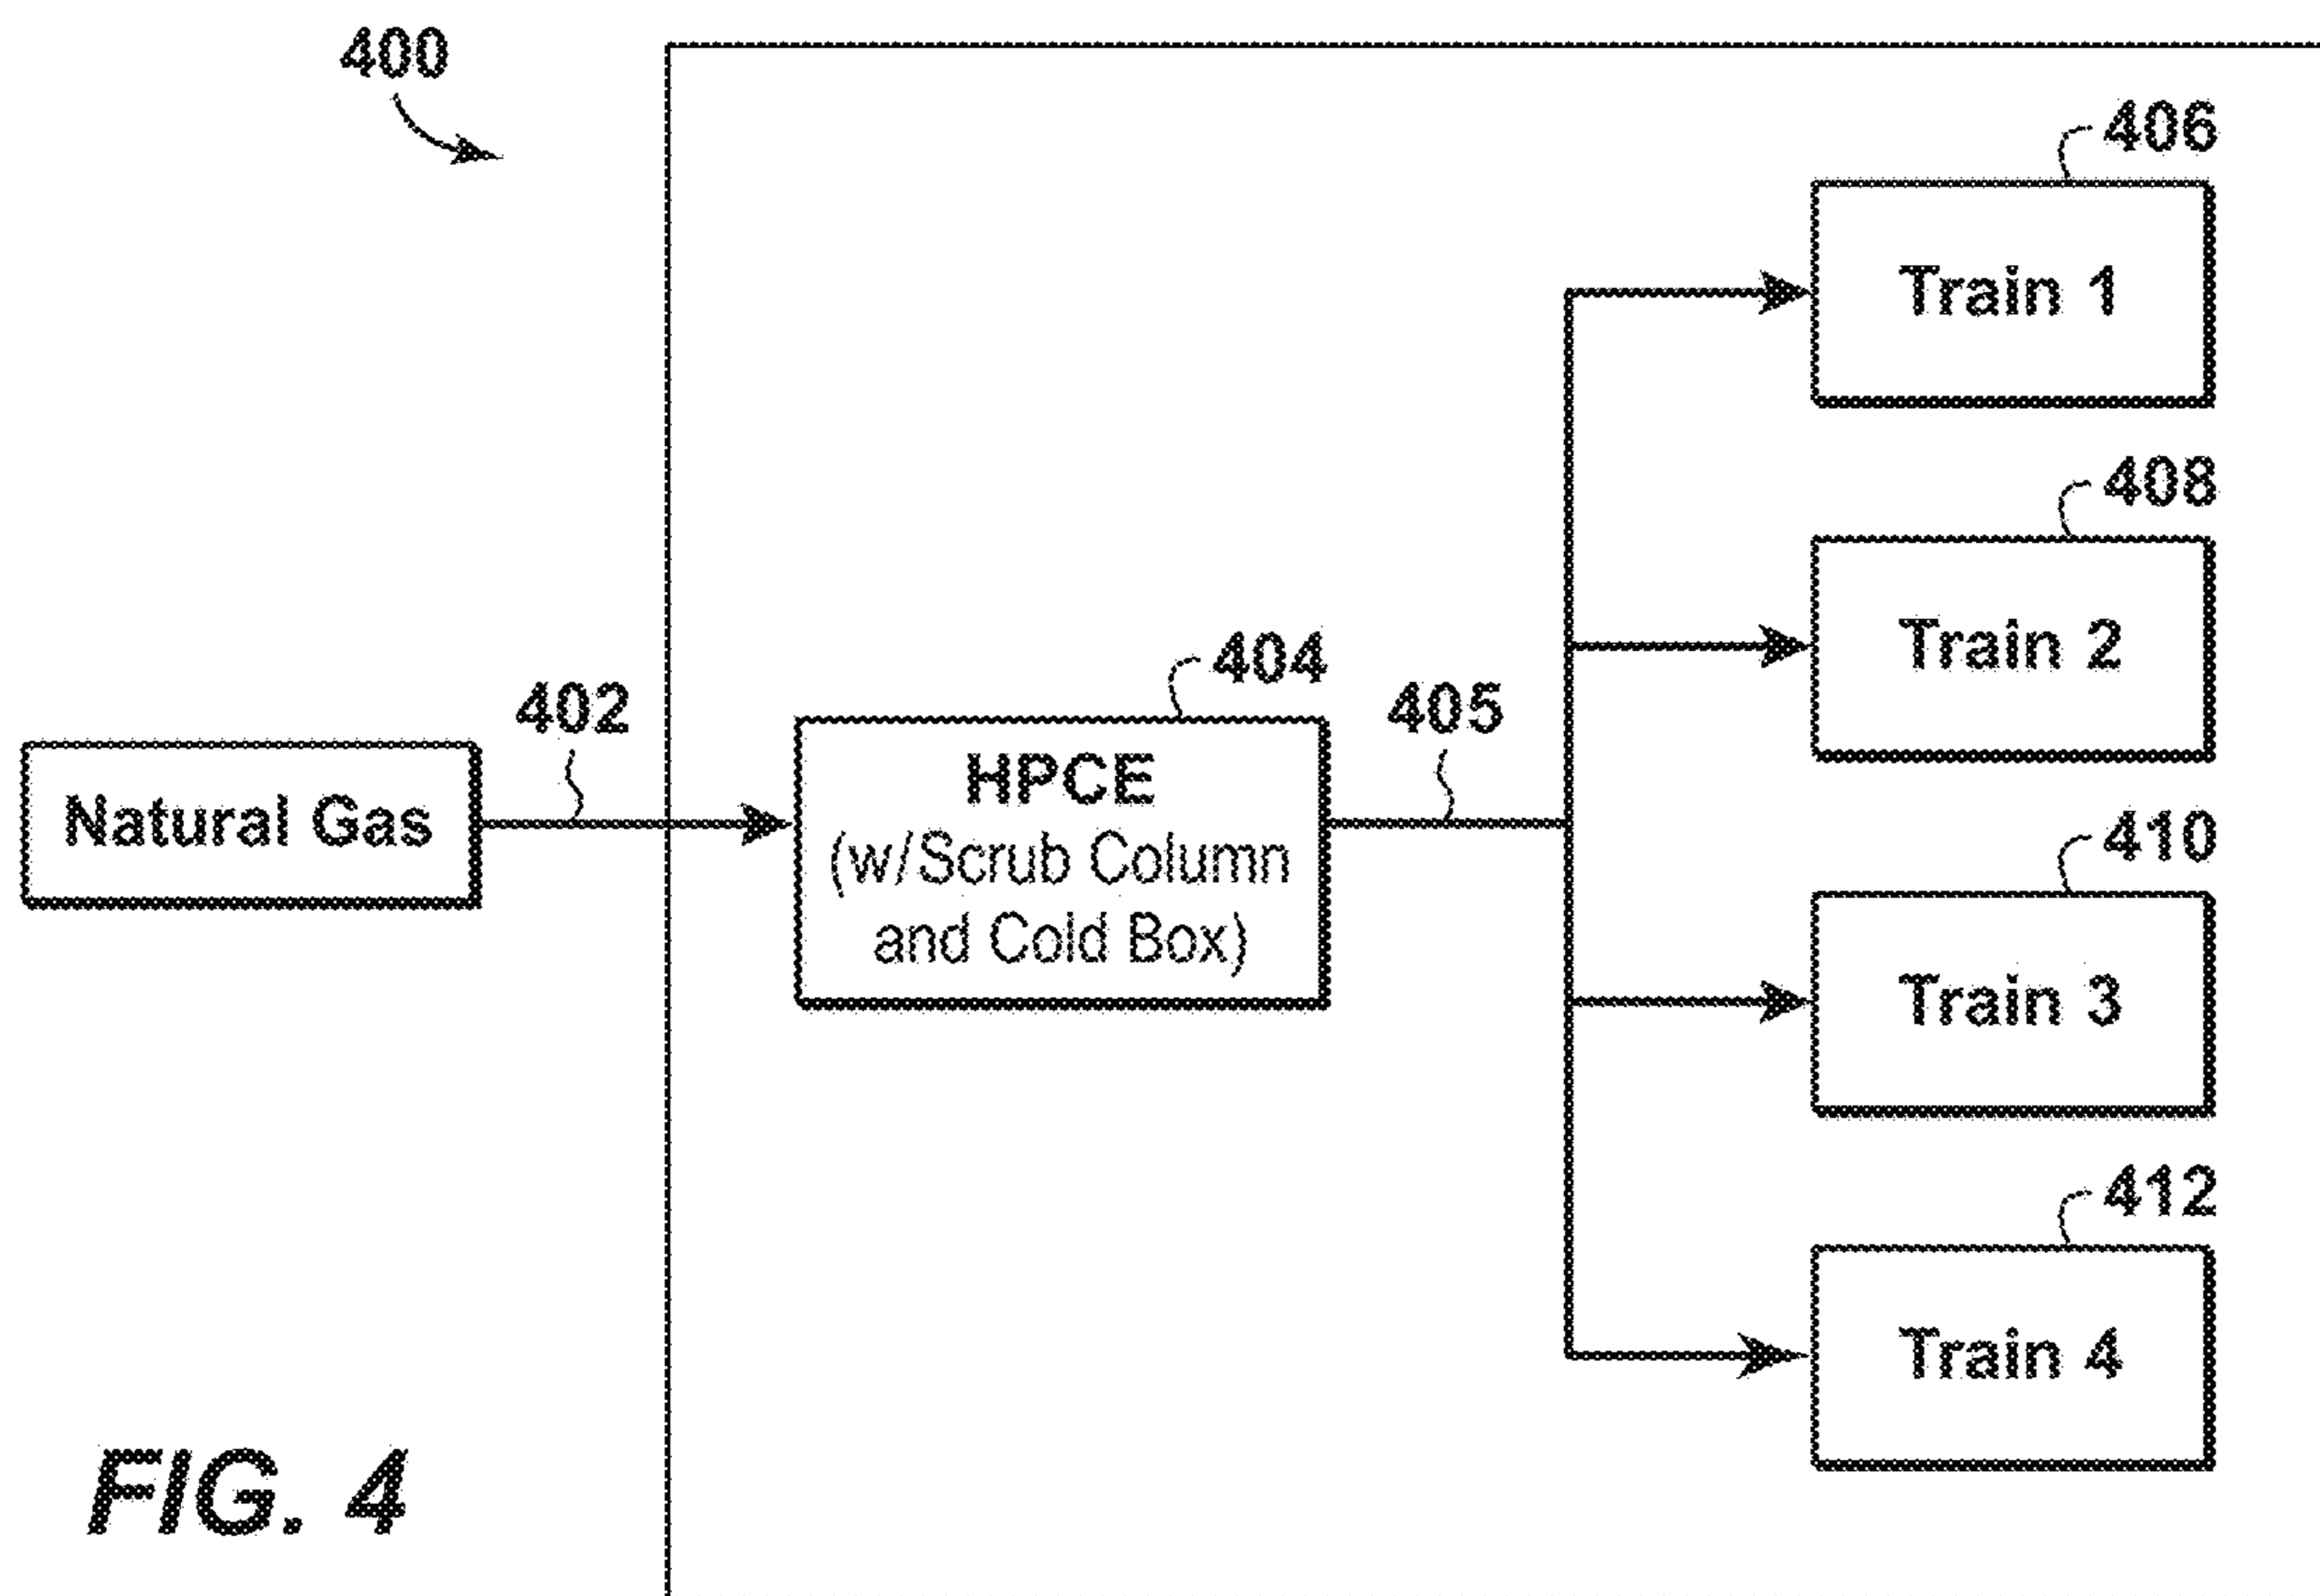 400
406
Train 1
408
Train 2
404
402
405
HPCE
(w/Scrub Column
and Cold Box)
Natural Gas
410
Train 3
412
Train 4
FIG. 4